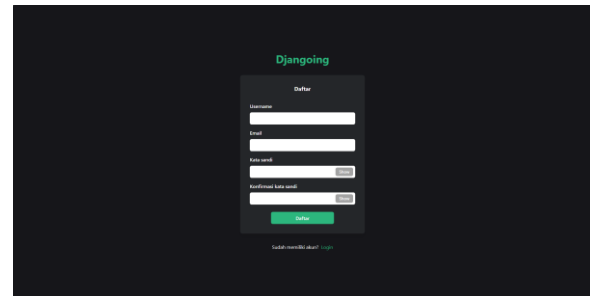 Djangoing
Daftar
Username
Email
Kata sandi
Show
Konfirmasi kata sandi
Show
Daftar
Sudah memiliki akun? Login